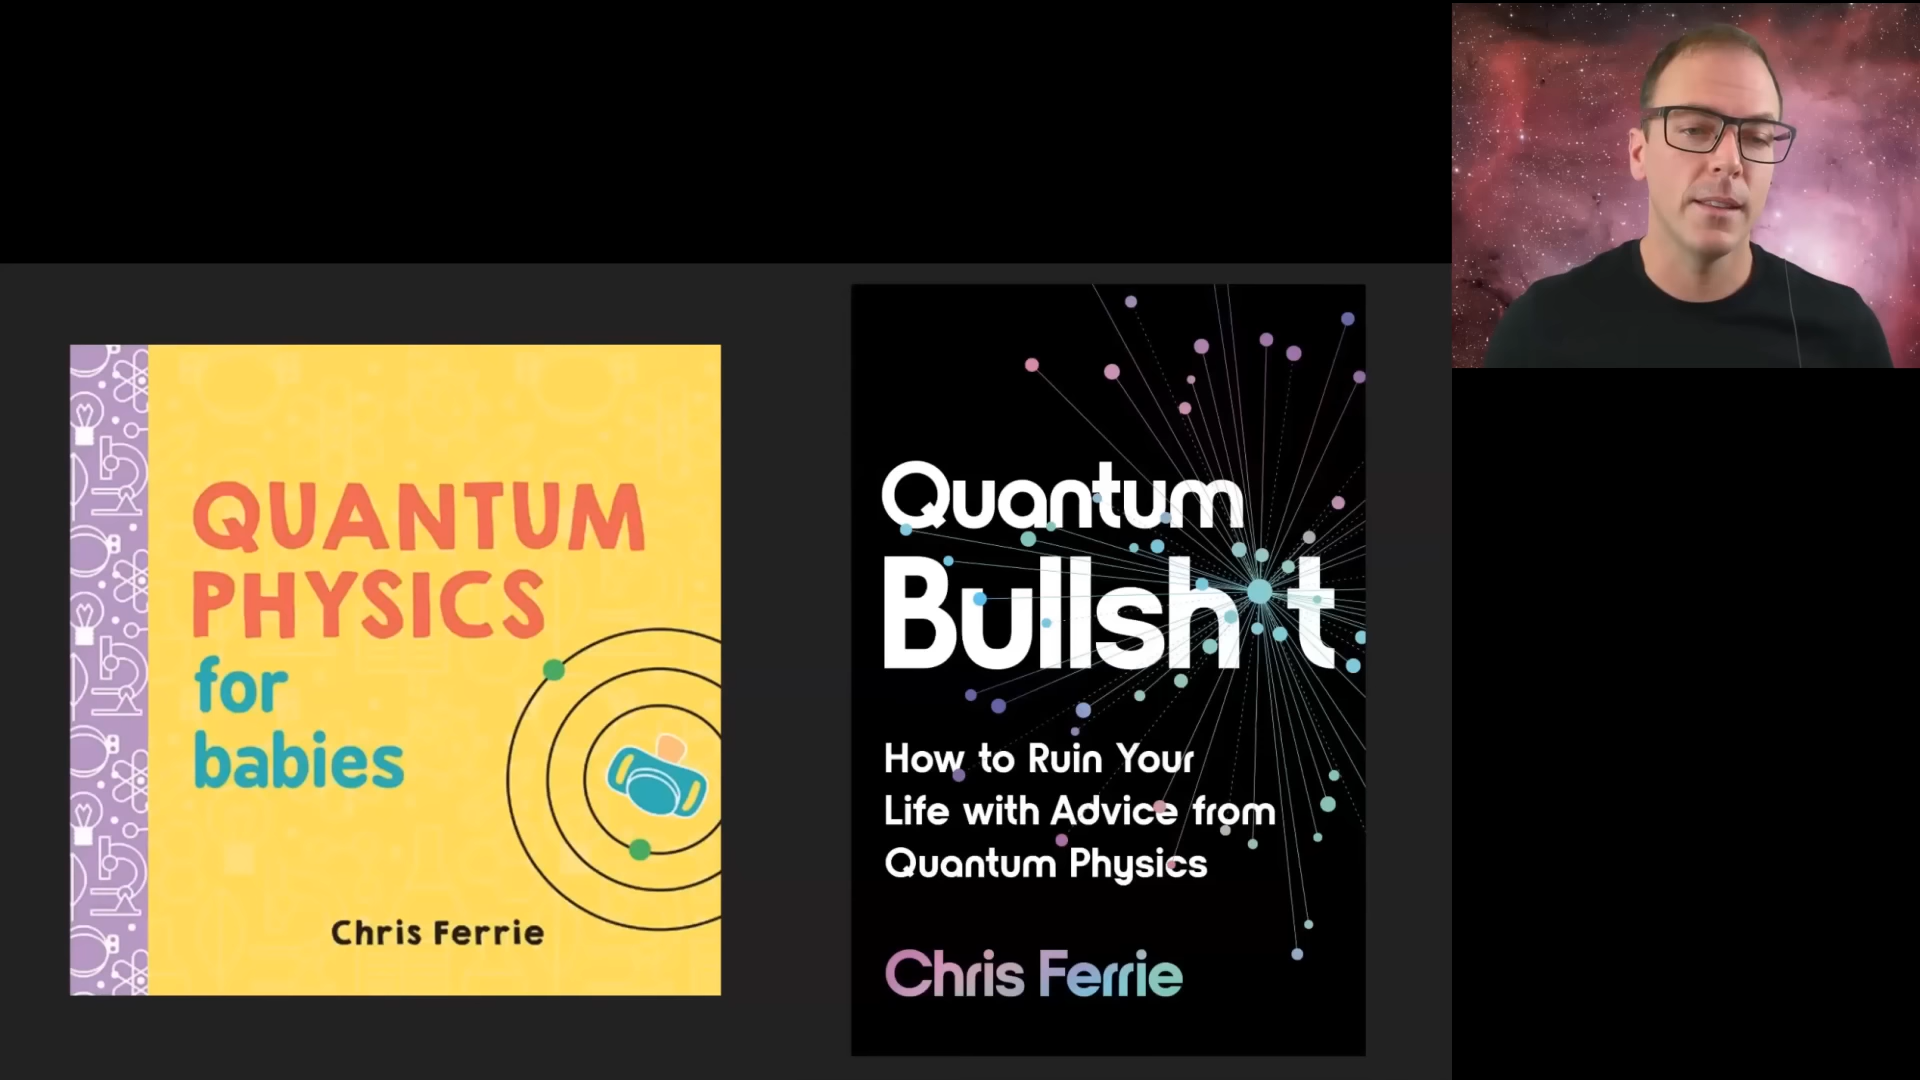 QUANTUM
PHYSICS
for
babies
Chris Ferrie
Quantum
Bullsh t
How to Ruin Your
Life with Advice from
Quantum Physics
Chris Ferrie